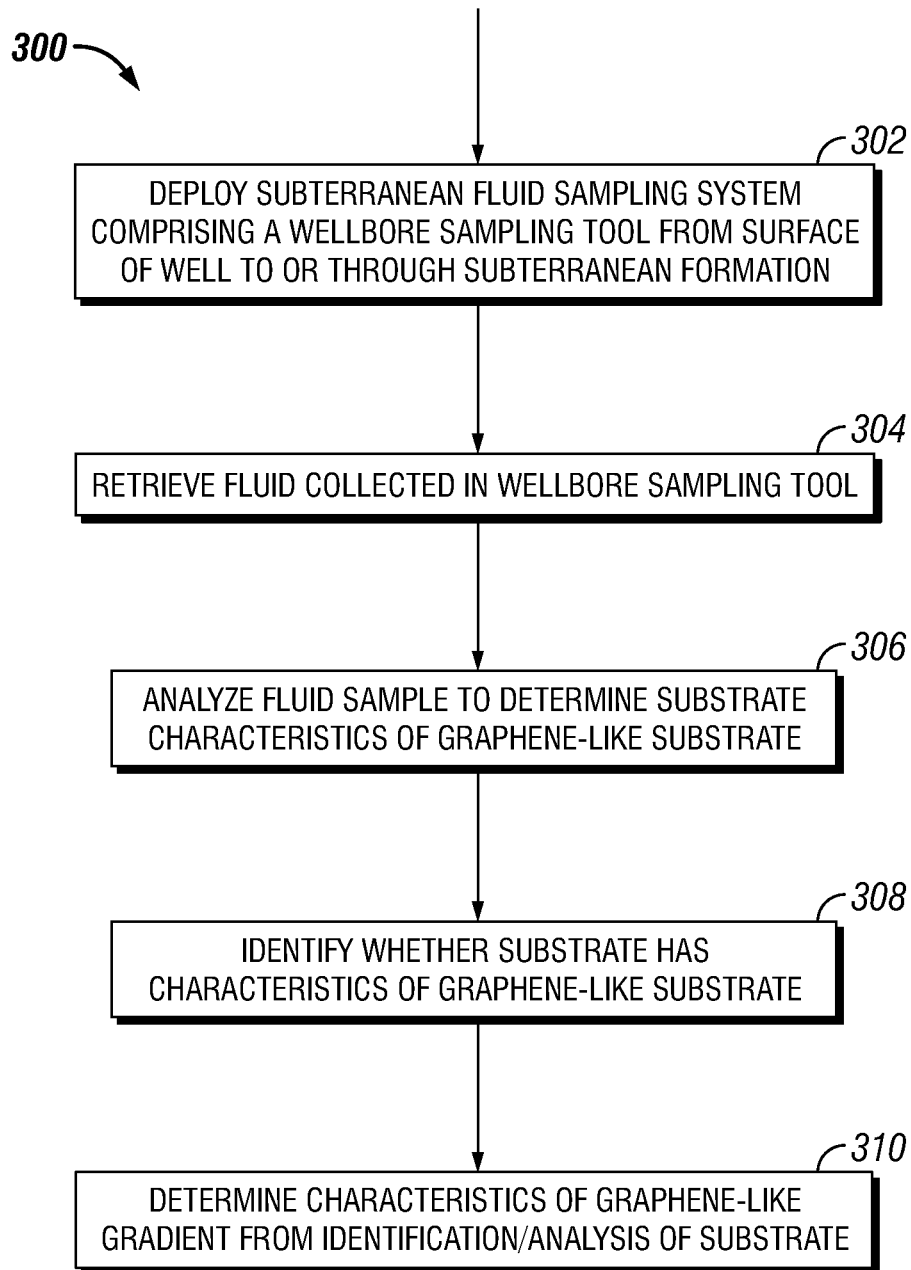 300
302
DEPLOY SUBTERRANEAN FLUID SAMPLING SYSTEM
COMPRISING A WELLBORE SAMPLING TOOL FROM SURFACE
OF WELL TO OR THROUGH SUBTERRANEAN FORMATION
304
RETRIEVE FLUID COLLECTED IN WELLBORE SAMPLING TOOL
306
ANALYZE FLUID SAMPLE TO DETERMINE SUBSTRATE
CHARACTERISTICS OF GRAPHENE-LIKE SUBSTRATE
308
IDENTIFY WHETHER SUBSTRATE HAS
CHARACTERISTICS OF GRAPHENE-LIKE SUBSTRATE
310
DETERMINE CHARACTERISTICS OF GRAPHENE-LIKE
GRADIENT FROM IDENTIFICATION/ANALYSIS OF SUBSTRATE